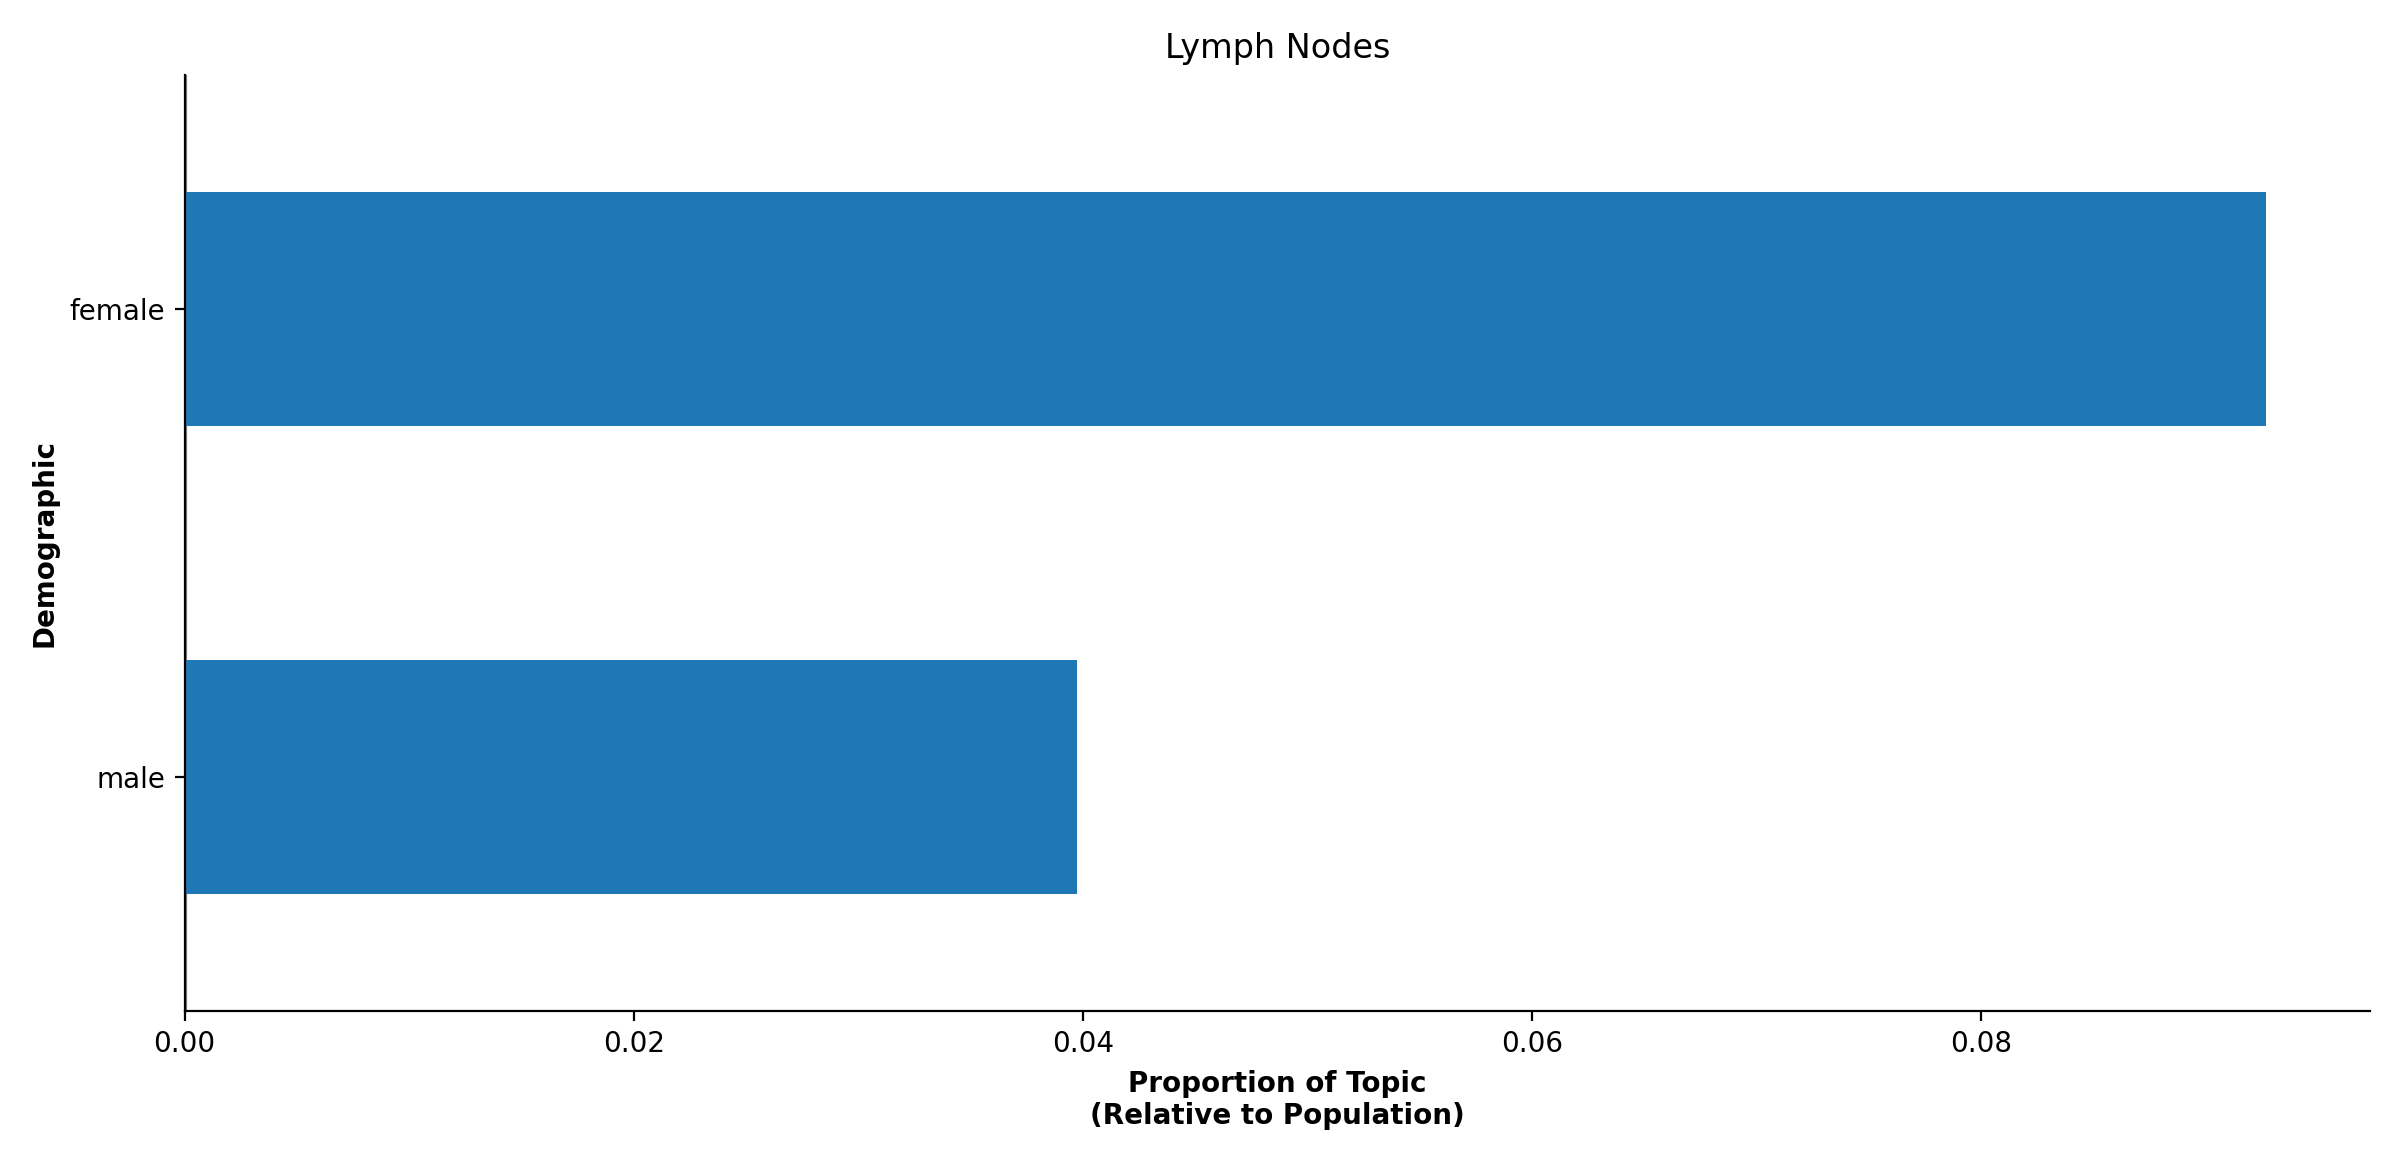 Lymph Nodes
female
male
Demographic
0.00 0.02 0.04 0.06 0.08
Proportion of Topic
(Relative to Population)